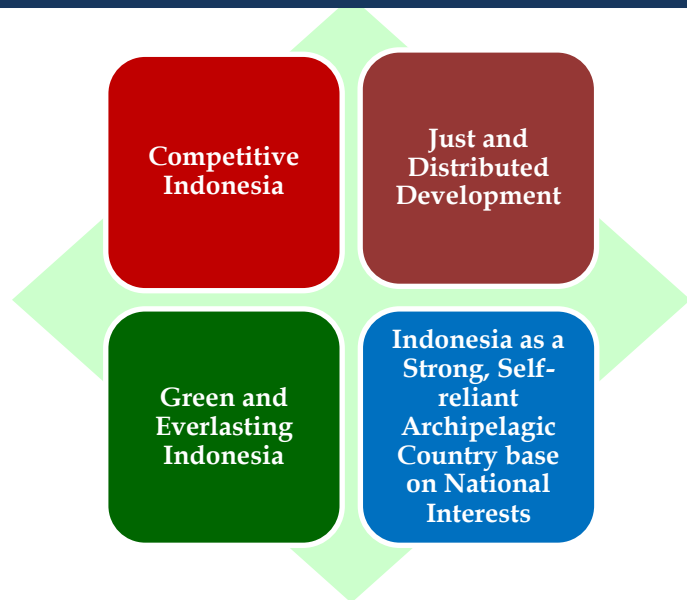 Competitive
Indonesia
Just and
Distributed
Development
Green and
Everlasting
Indonesia
Indonesia as a
Strong, Self-
reliant
Archipelagic
Country base
on National
Interests